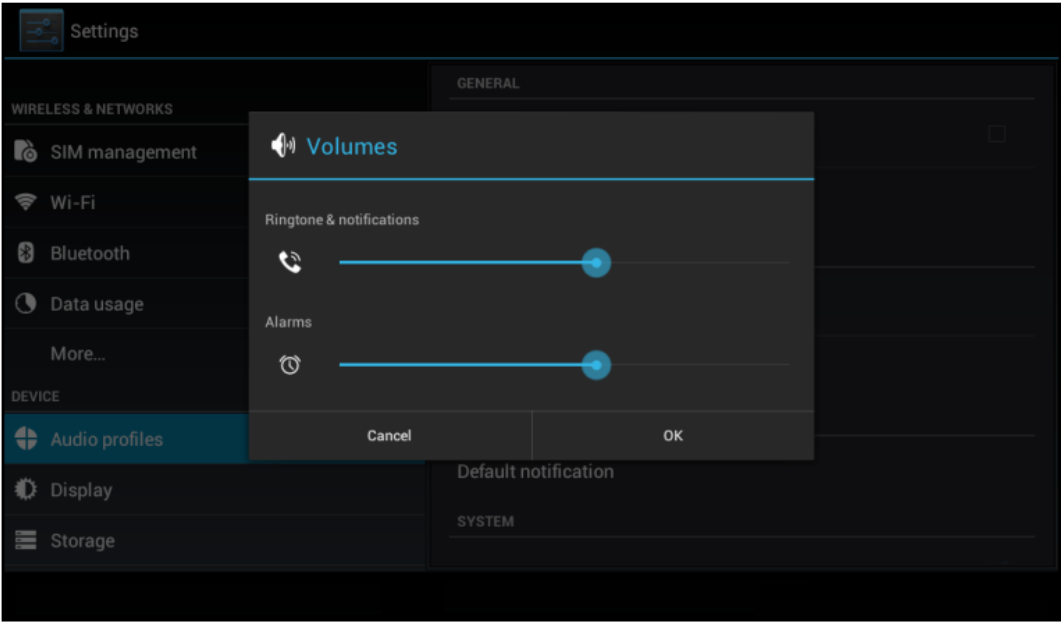 Settings
WIRELESS & NETWORKS
SIM management
Wi-Fi
Bluetooth
Data usage
More...
DEVICE
Audio profiles
Display
Storage
GENERAL
Volumes
Ringtone & notifications
Alarms
Cancel
OK
Default notification
SYSTEM